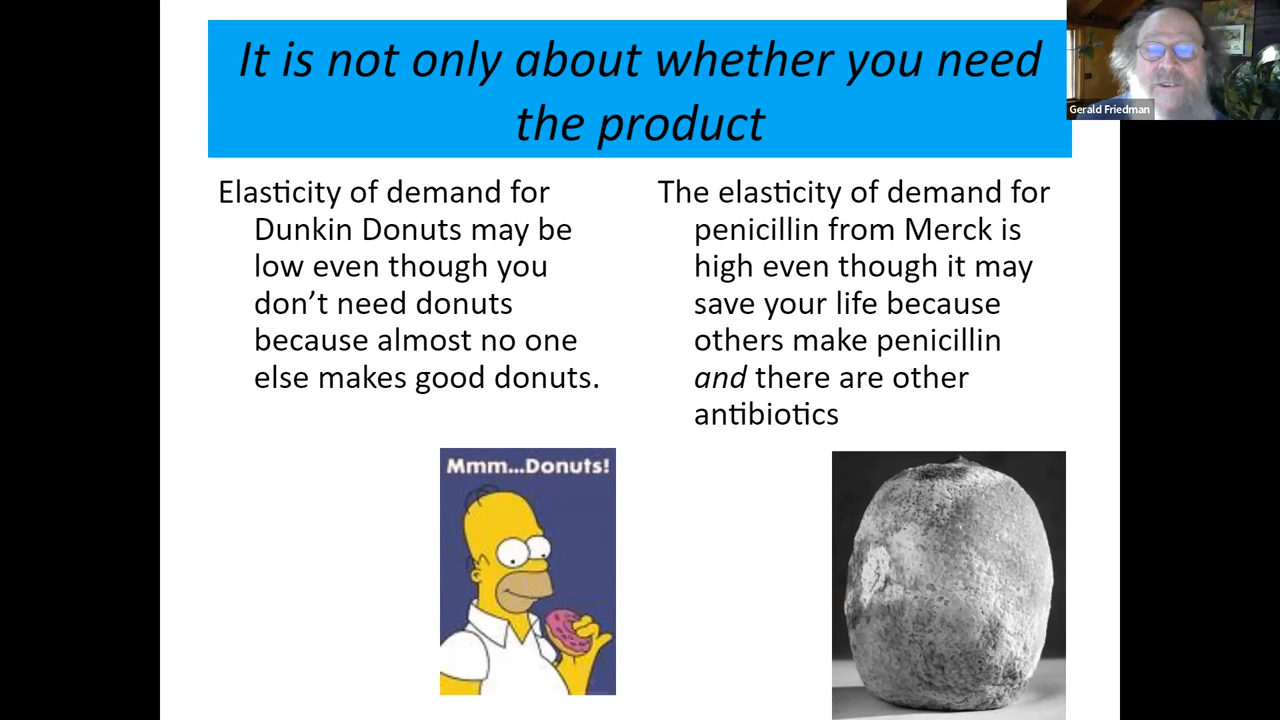 It is not only about whether you need
the product
Gerald Friedman
Elasticity of demand for
Dunkin Donuts may be
low even though you
don’t need donuts
because almost no one
else makes good donuts.
The elasticity of demand for
penicillin from Merck is
high even though it may
save your life because
others make penicillin
and there are other
antibiotics
Mmm...Donuts!